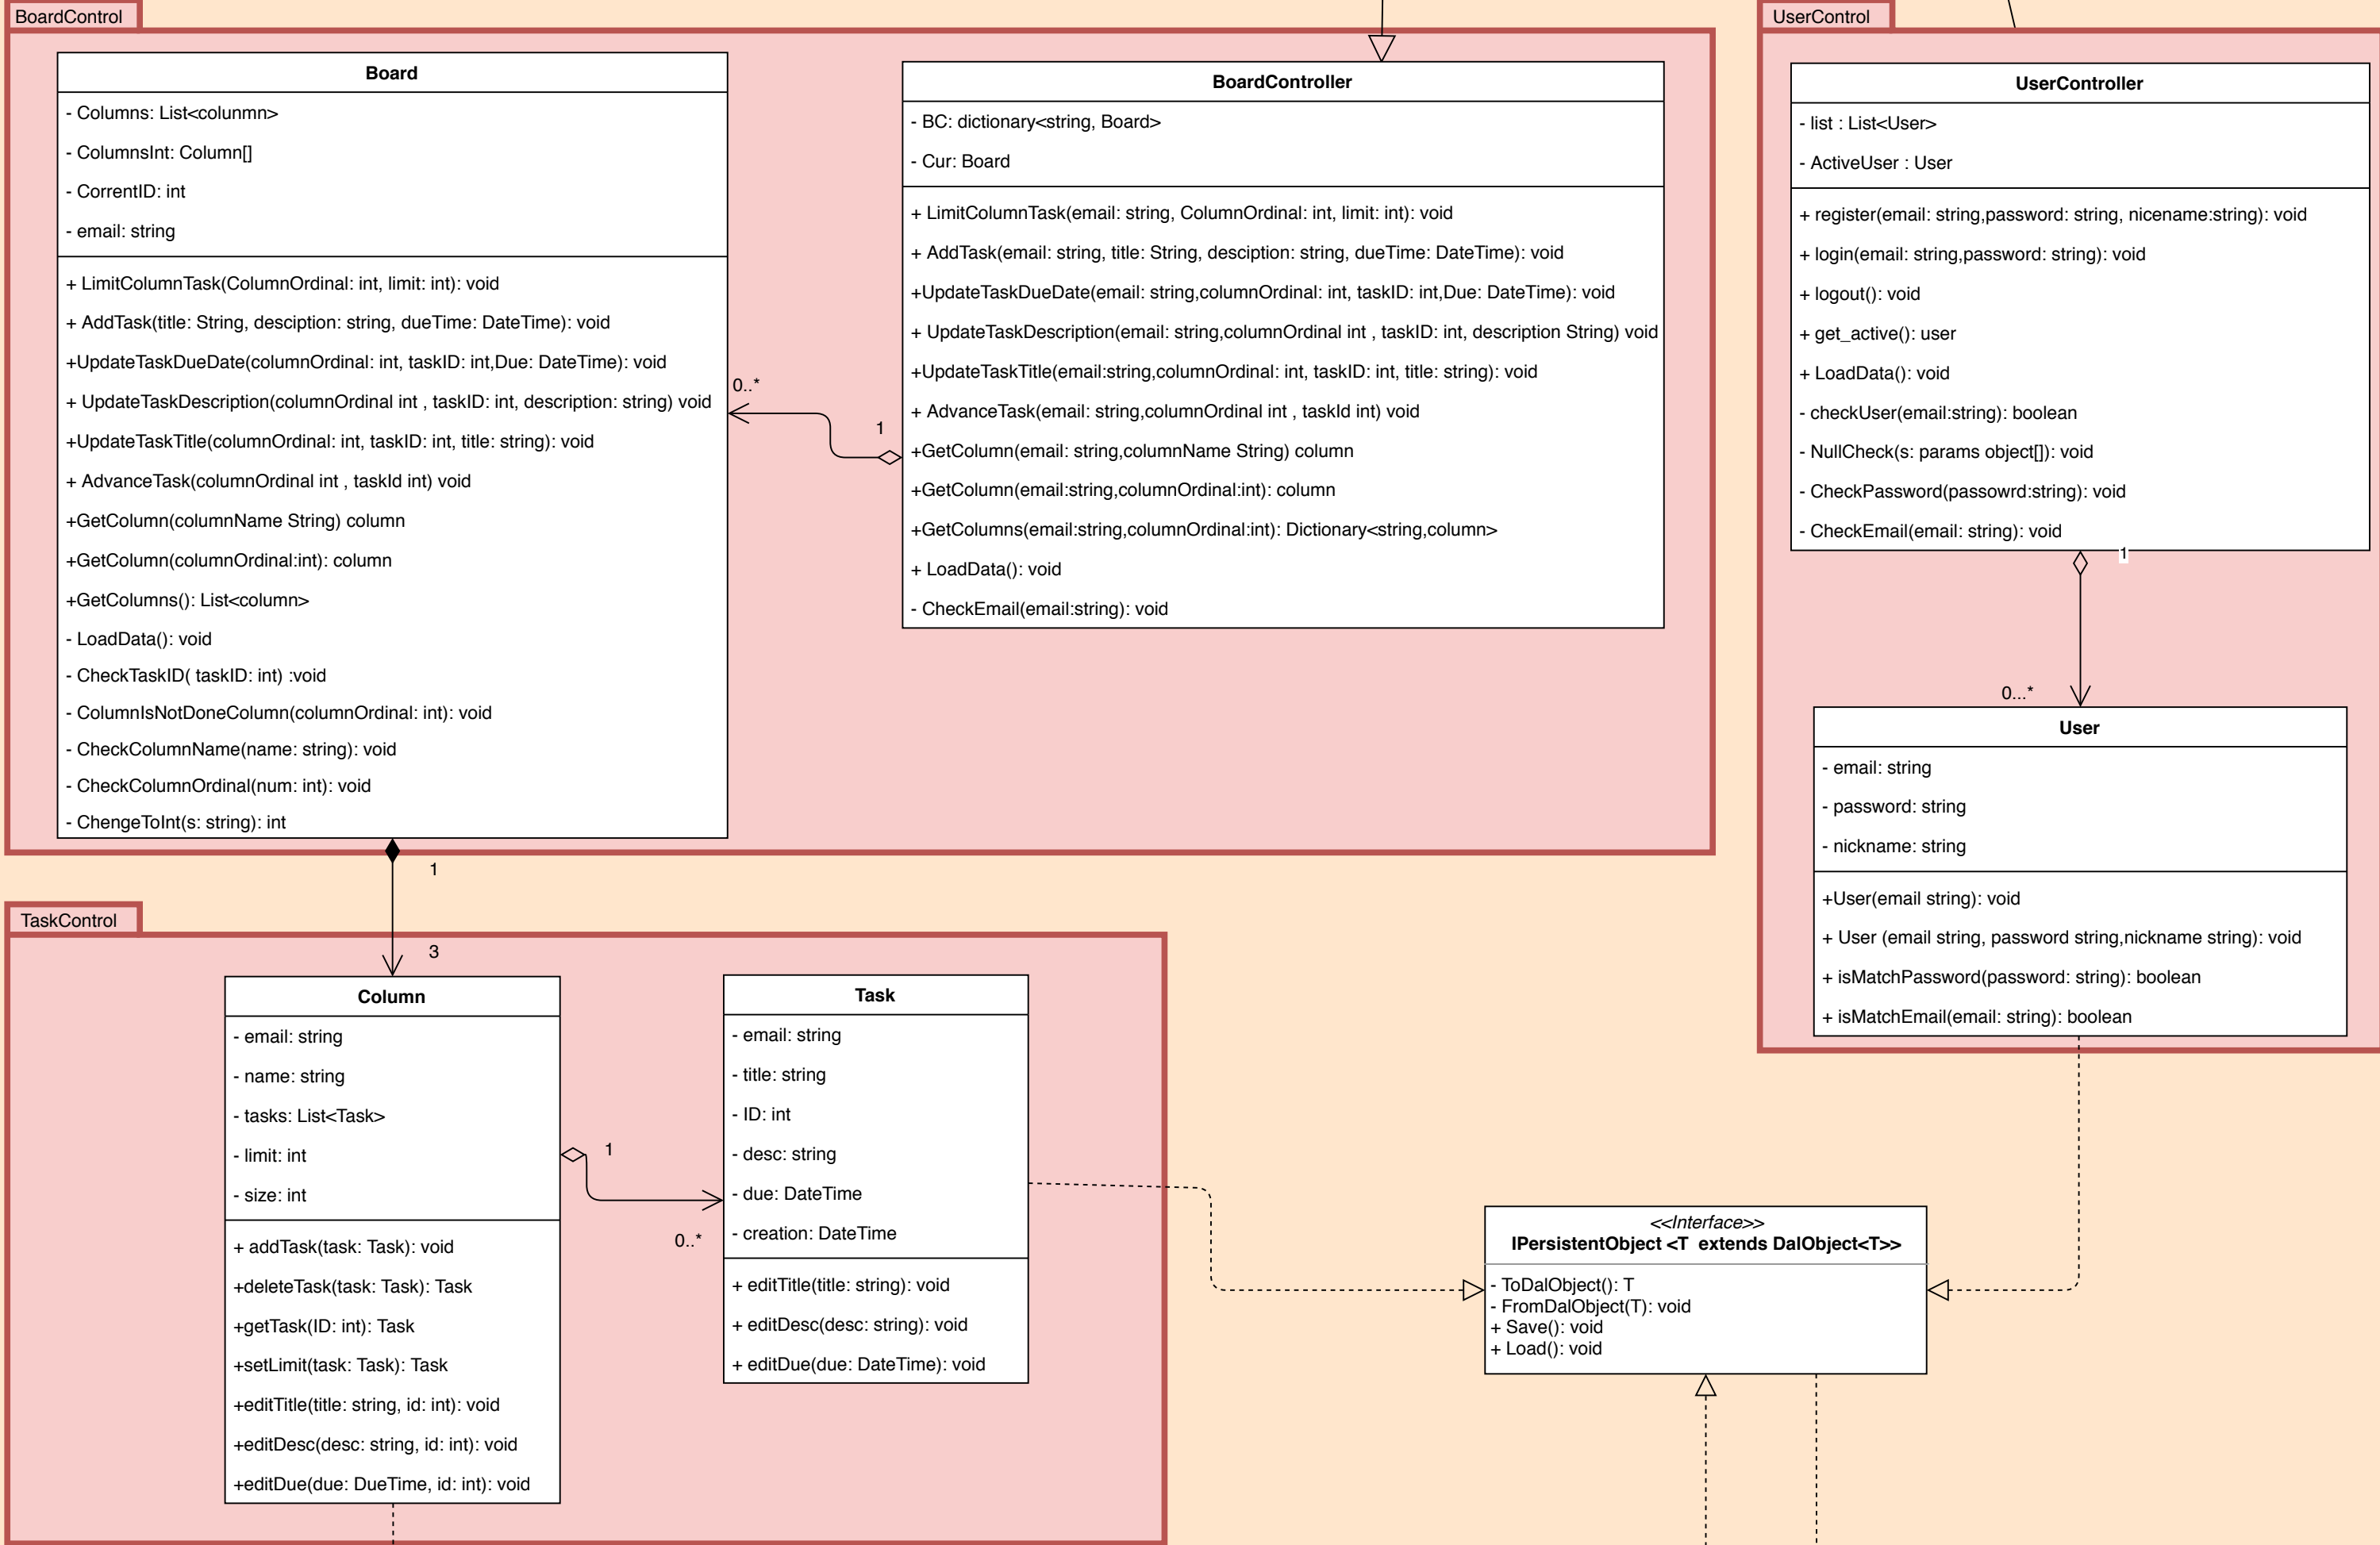 BoardControl
Board
- Columns: List<colunmn>
- ColumnsInt: Column[]
- CorrentID: int
- email: string
+ LimitColumnTask(ColumnOrdinal: int, limit: int): void
+ AddTask(title: String, desciption: string, dueTime: DateTime): void
+UpdateTaskDueDate(columnOrdinal: int, taskID: int,Due: DateTime): void
+ UpdateTaskDescription(columnOrdinal int , taskID: int, description: string) void
+UpdateTaskTitle(columnOrdinal: int, taskID: int, title: string): void
+ AdvanceTask(columnOrdinal int , taskId int) void
+GetColumn(columnName String) column
+GetColumn(columnOrdinal:int): column
+GetColumns(): List<column>
- LoadData(): void
- CheckTaskID( taskID: int) :void
- ColumnIsNotDoneColumn(columnOrdinal: int): void
- CheckColumnName(name: string): void
- CheckColumnOrdinal(num: int): void
- ChengeToInt(s: string): int
0..*
1
BoardController
- BC: dictionary<string, Board>
- Cur: Board
+ LimitColumnTask(email: string, ColumnOrdinal: int, limit: int): void
+ AddTask(email: string, title: String, desciption: string, dueTime: DateTime): void
+UpdateTaskDueDate(email: string,columnOrdinal: int, taskID: int,Due: DateTime): void
+ UpdateTaskDescription(email: string,columnOrdinal int , taskID: int, description String) void
+UpdateTaskTitle(email:string,columnOrdinal: int, taskID: int, title: string): void
+ AdvanceTask(email: string,columnOrdinal int , taskId int) void
+GetColumn(email: string,columnName String) column
+GetColumn(email:string,columnOrdinal:int): column
+GetColumns(email:string,columnOrdinal:int): Dictionary<string,column>
+ LoadData(): void
- CheckEmail(email:string): void
UserControl
UserController
- list : List<User>
- ActiveUser : User
+ register(email: string,password: string, nicename:string): void
+ login(email: string,password: string): void
+ logout(): void
+ get_active(): user
+ LoadData(): void
- checkUser(email:string): boolean
- NullCheck(s: params object[]): void
- CheckPassword(passowrd:string): void
- CheckEmail(email: string): void
1
0...*
User
- email: string
- password: string
- nickname: string
+User(email string): void
+ User (email string, password string,nickname string): void
+ isMatchPassword(password: string): boolean
+ isMatchEmail(email: string): boolean
1
3
TaskControl
Column
- email: string
- name: string
- tasks: List<Task>
- limit: int
- size: int
+ addTask(task: Task): void
+deleteTask(task: Task): Task
+getTask(ID: int): Task
+setLimit(task: Task): Task
+editTitle(title: string, id: int): void
+editDesc(desc: string, id: int): void
+editDue(due: DueTime, id: int): void
1
0..*
Task
- email: string
- title: string
- ID: int
- desc: string
- due: DateTime
- creation: DateTime
+ editTitle(title: string): void
+ editDesc(desc: string): void
+ editDue(due: DateTime): void
<<Interface>>
IPersistentObject <T  extends DalObject<T>>
- ToDalObject(): T
- FromDalObject(T): void
+ Save(): void
+ Load(): void